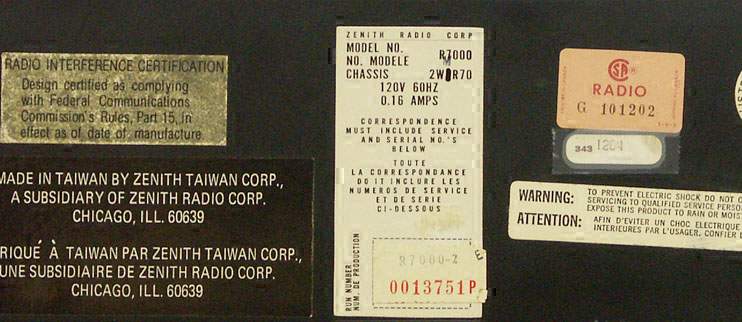 RADIO INTERFERENCE CERTIFICATION
Design certified as complying
with Federal Communications
Commission's Rules, Part 15, in
effect as of date of manufacture
MADE IN TAIWAN BY ZENITH TAIWAN CORP.,
A SUBSIDIARY OF ZENITH RADIO CORP.
CHICAGO, ILL. 60639
RIQUÉ À TAIWAN PAR ZENITH TAIWAN CORP.,
UNE SUBSIDIAIRE DE ZENITH RADIO CORP.
CHICAGO, ILL. 60639
ZENITH RADIO CORP
MODEL NO. R7000
NO. MODELE
CHASSIS 2W R70
120V 60HZ
0.16 AMPS
CORRESPONDENCE
MUST INCLUDE SERVICE
AND SERIAL NO.'S
BELOW
TOUTE
LA CORRESPONDANCE
DOIT INCLURE LES
NUMEROS DE SERVICE
ET DE SERIE
CI-DESSOUS
RUN NUMBER
NUM. DE PRODUCTION
R7000-2
0013751P
RADIO
G 101202
343
WARNING: TO PREVENT ELECTRIC SHOCK DO NOT
SERVICING TO QUALIFIED SERVICE PERSO
EXPOSE THIS PRODUCT TO RAIN OR MOIS
ATTENTION: AFIN D'EVITER UN CHOC ELECTRIQUE
INTERIEURES PAR L'USAGER. CONFIER